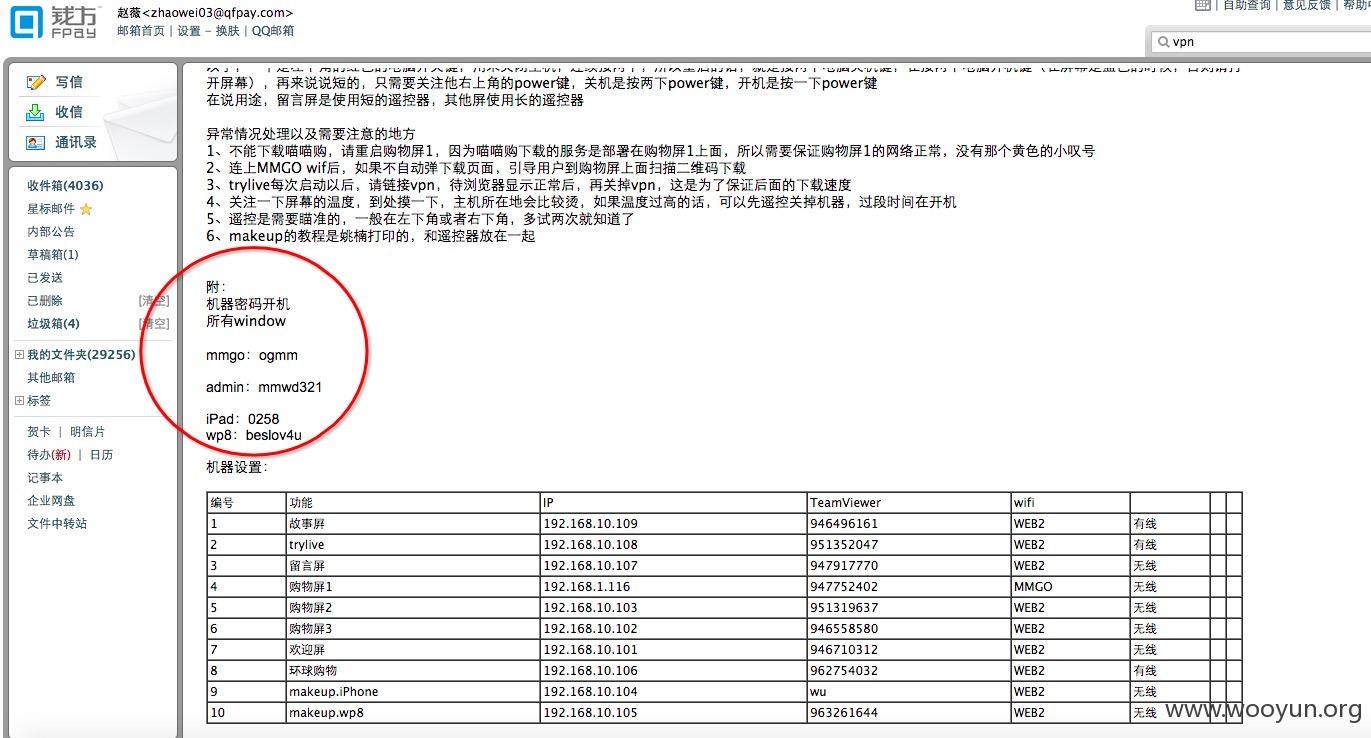 钱方 赵薇<zhaowei03@qfpay.com>
FPAY 邮箱首页 | 设置 - 换肤 | QQ邮箱
自助查询 | 意见反馈 | 帮助
vpn
写信
收信
通讯录
收件箱(4036)
星标邮件
内部公告
草稿箱(1)
已发送
已删除 [清空]
垃圾箱(4) [清空]
我的文件夹(29256)
其他邮箱
标签
贺卡 | 明信片
待办(新) | 日历
记事本
企业网盘
文件中转站
开屏幕），再来说说短的，只需要关注他右上角的power键，关机是按两下power键，开机是按一下power键
在说用途，留言屏是使用短的遥控器，其他屏使用长的遥控器
异常情况处理以及需要注意的地方
1、不能下载喵喵购，请重启购物屏1，因为喵喵购下载的服务是部署在购物屏1上面，所以需要保证购物屏1的网络正常，没有那个黄色的小叹号
2、连上MMGO wif后，如果不自动弹下载页面，引导用户到购物屏上面扫描二维码下载
3、trylive每次启动以后，请链接vpn，待浏览器显示正常后，再关掉vpn，这是为了保证后面的下载速度
4、关注一下屏幕的温度，到处摸一下，主机所在地会比较烫，如果温度过高的话，可以先遥控关掉机器，过段时间在开机
5、遥控是需要瞄准的，一般在左下角或者右下角，多试两次就知道了
6、makeup的教程是姚楠打印的，和遥控器放在一起
附：
机器密码开机
所有window
mmgo：ogmm
admin：mmwd321
iPad：0258
wp8：beslov4u
机器设置：
编号 功能 IP TeamViewer wifi
1 故事屏 192.168.10.109 946496161 WEB2 有线
2 trylive 192.168.10.108 951352047 WEB2 有线
3 留言屏 192.168.10.107 947917770 WEB2 无线
4 购物屏1 192.168.1.116 947752402 MMGO 无线
5 购物屏2 192.168.10.103 951319637 WEB2 无线
6 购物屏3 192.168.10.102 946558580 WEB2 无线
7 欢迎屏 192.168.10.101 946710312 WEB2 无线
8 环球购物 192.168.10.106 962754032 WEB2 有线
9 makeup.iPhone 192.168.10.104 wu WEB2 无线
10 makeup.wp8 192.168.10.105 963261644 WEB2 无线
www.wooyun.org